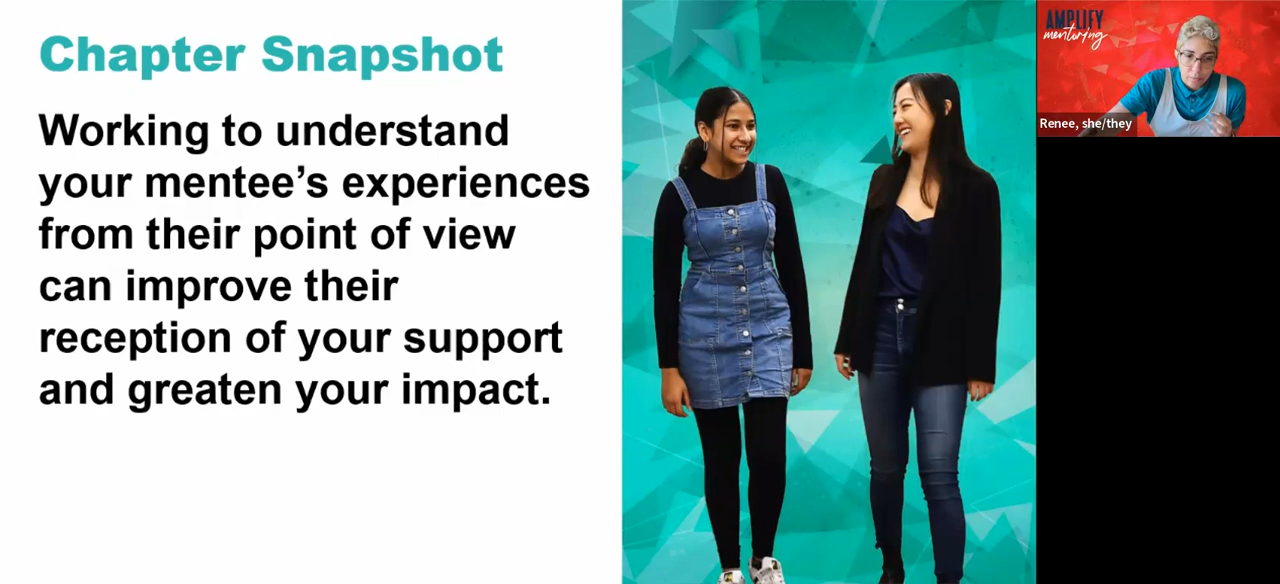 Chapter Snapshot
Working to understand
your mentee’s experiences
from their point of view
can improve their
reception of your support
and greaten your impact.
AMPLIFY
mentoring
Renee, she/they